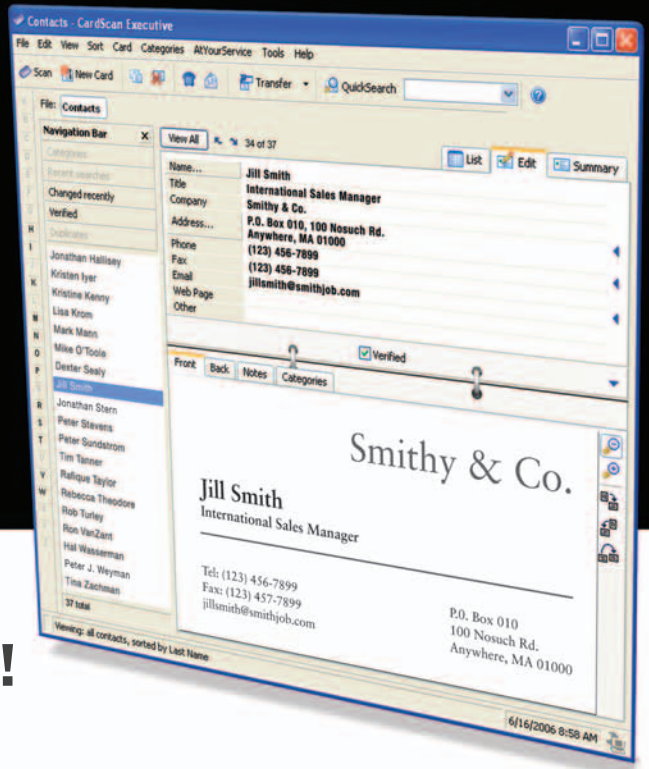 Contacts - CardScan Executive
File Edit View Sort Card Categories AtYourService Tools Help
Scan New Card Transfer QuickSearch
File: Contacts
Navigation Bar X
Categories
Recent searches
Changed recently
Verified
Duplicates
H
I
K
M
N
O
P
R
S
T
V
W
Jonathan Hallisey
Kristen Iyer
Kristine Kenny
Lisa Krom
Mark Mann
Mike O'Toole
Dexter Sealy
Jill Smith
Jonathan Stern
Peter Stevens
Peter Sundstrom
Tim Tanner
Rafique Taylor
Rebecca Theodore
Rob Turley
Ron VanZant
Hal Wasserman
Peter J. Weyman
Tina Zachman
37 total
View All 34 of 37
List Edit Summary
Name... Jill Smith
Title International Sales Manager
Company Smithy & Co.
Address... P.O. Box 010, 100 Nosuch Rd.
Anywhere, MA 01000
Phone (123) 456-7899
Fax (123) 456-7899
Email jillsmith@smithjob.com
Web Page
Other
Verified
Front Back Notes Categories
Smithy & Co.
Jill Smith
International Sales Manager
Tel: (123) 456-7899
Fax: (123) 457-7899
jillsmith@smithjob.com
P.O. Box 010
100 Nosuch Rd.
Anywhere, MA 01000
Viewing: all contacts, sorted by Last Name
6/16/2006 8:58 AM
!